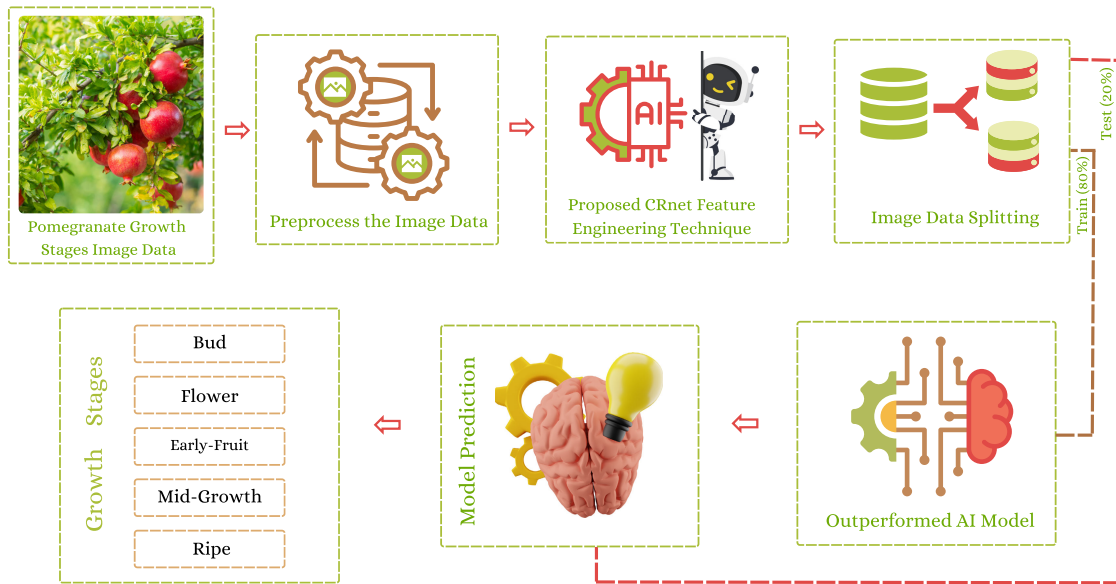 Pomegranate Growth
Stages Image Data
Preprocess the Image Data
AI
Proposed CRnet Feature
Engineering Technique
Image Data Splitting
Test (20%)
Train (80%)
Growth Stages
Bud
Flower
Early-Fruit
Mid-Growth
Ripe
Model Prediction
Outperformed AI Model